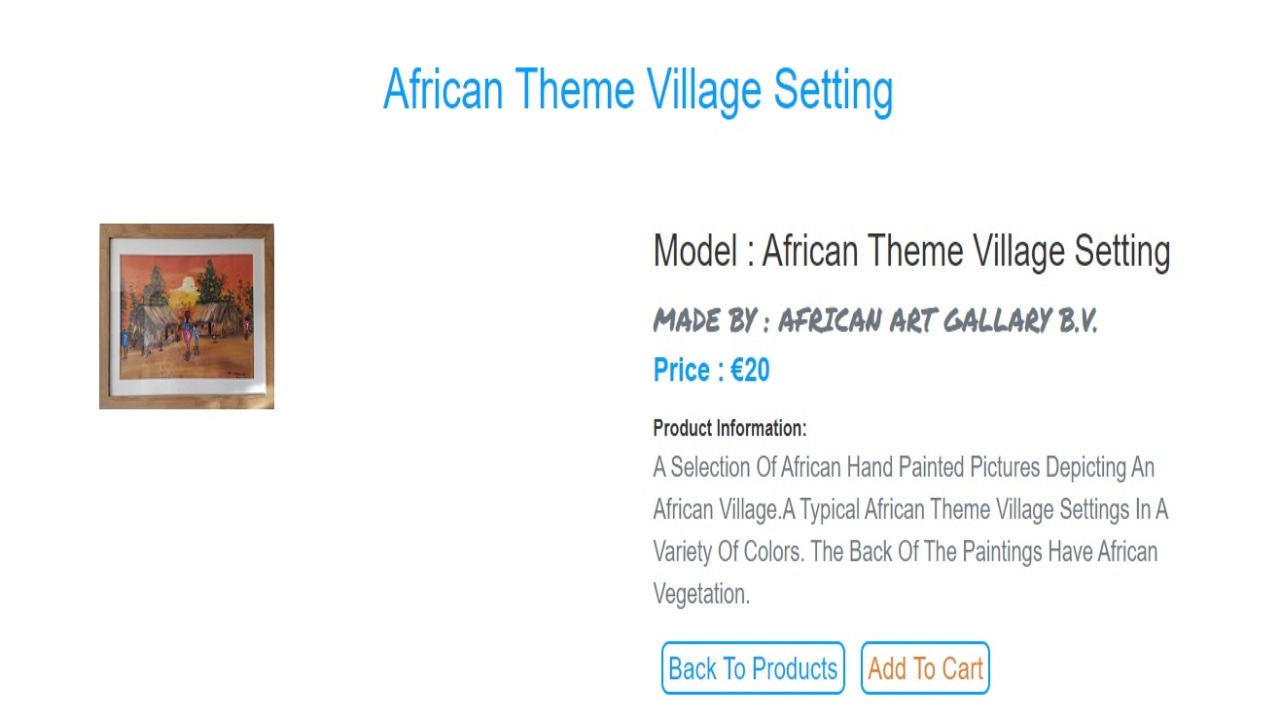 African Theme Village Setting
Model : African Theme Village Setting
MADE BY : AFRICAN ART GALLARY B.V.
Price : €20
Product Information:
A Selection Of African Hand Painted Pictures Depicting An
African Village.A Typical African Theme Village Settings In A
Variety Of Colors. The Back Of The Paintings Have African
Vegetation.
Back To Products
Add To Cart